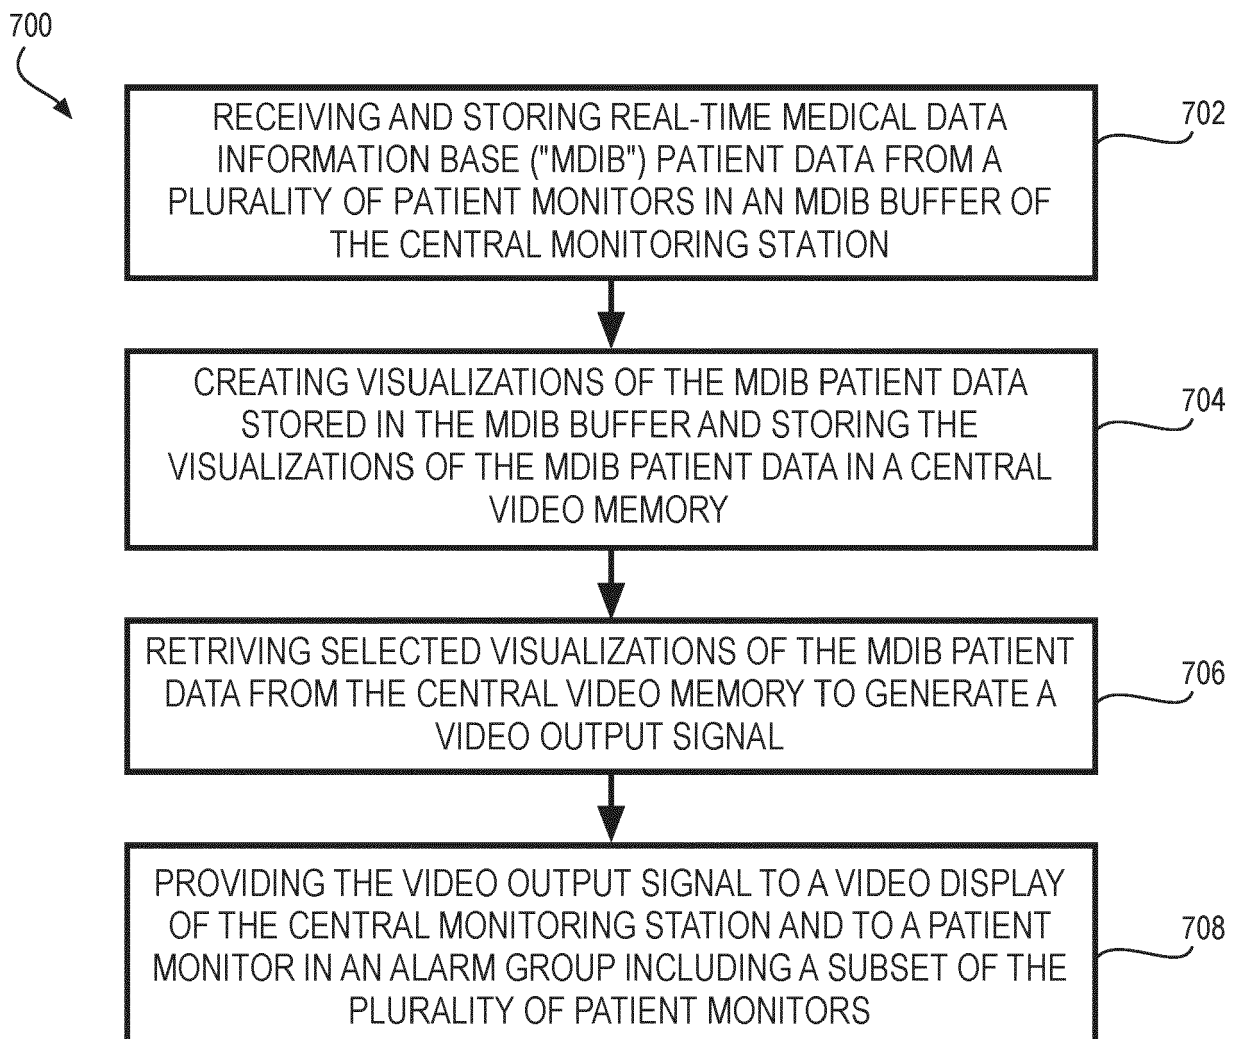 700
RECEIVING AND STORING REAL-TIME MEDICAL DATA
INFORMATION BASE ("MDIB") PATIENT DATA FROM A
PLURALITY OF PATIENT MONITORS IN AN MDIB BUFFER OF
THE CENTRAL MONITORING STATION
702
CREATING VISUALIZATIONS OF THE MDIB PATIENT DATA
STORED IN THE MDIB BUFFER AND STORING THE
VISUALIZATIONS OF THE MDIB PATIENT DATA IN A CENTRAL
VIDEO MEMORY
704
RETRIVING SELECTED VISUALIZATIONS OF THE MDIB PATIENT
DATA FROM THE CENTRAL VIDEO MEMORY TO GENERATE A
VIDEO OUTPUT SIGNAL
706
PROVIDING THE VIDEO OUTPUT SIGNAL TO A VIDEO DISPLAY
OF THE CENTRAL MONITORING STATION AND TO A PATIENT
MONITOR IN AN ALARM GROUP INCLUDING A SUBSET OF THE
PLURALITY OF PATIENT MONITORS
708